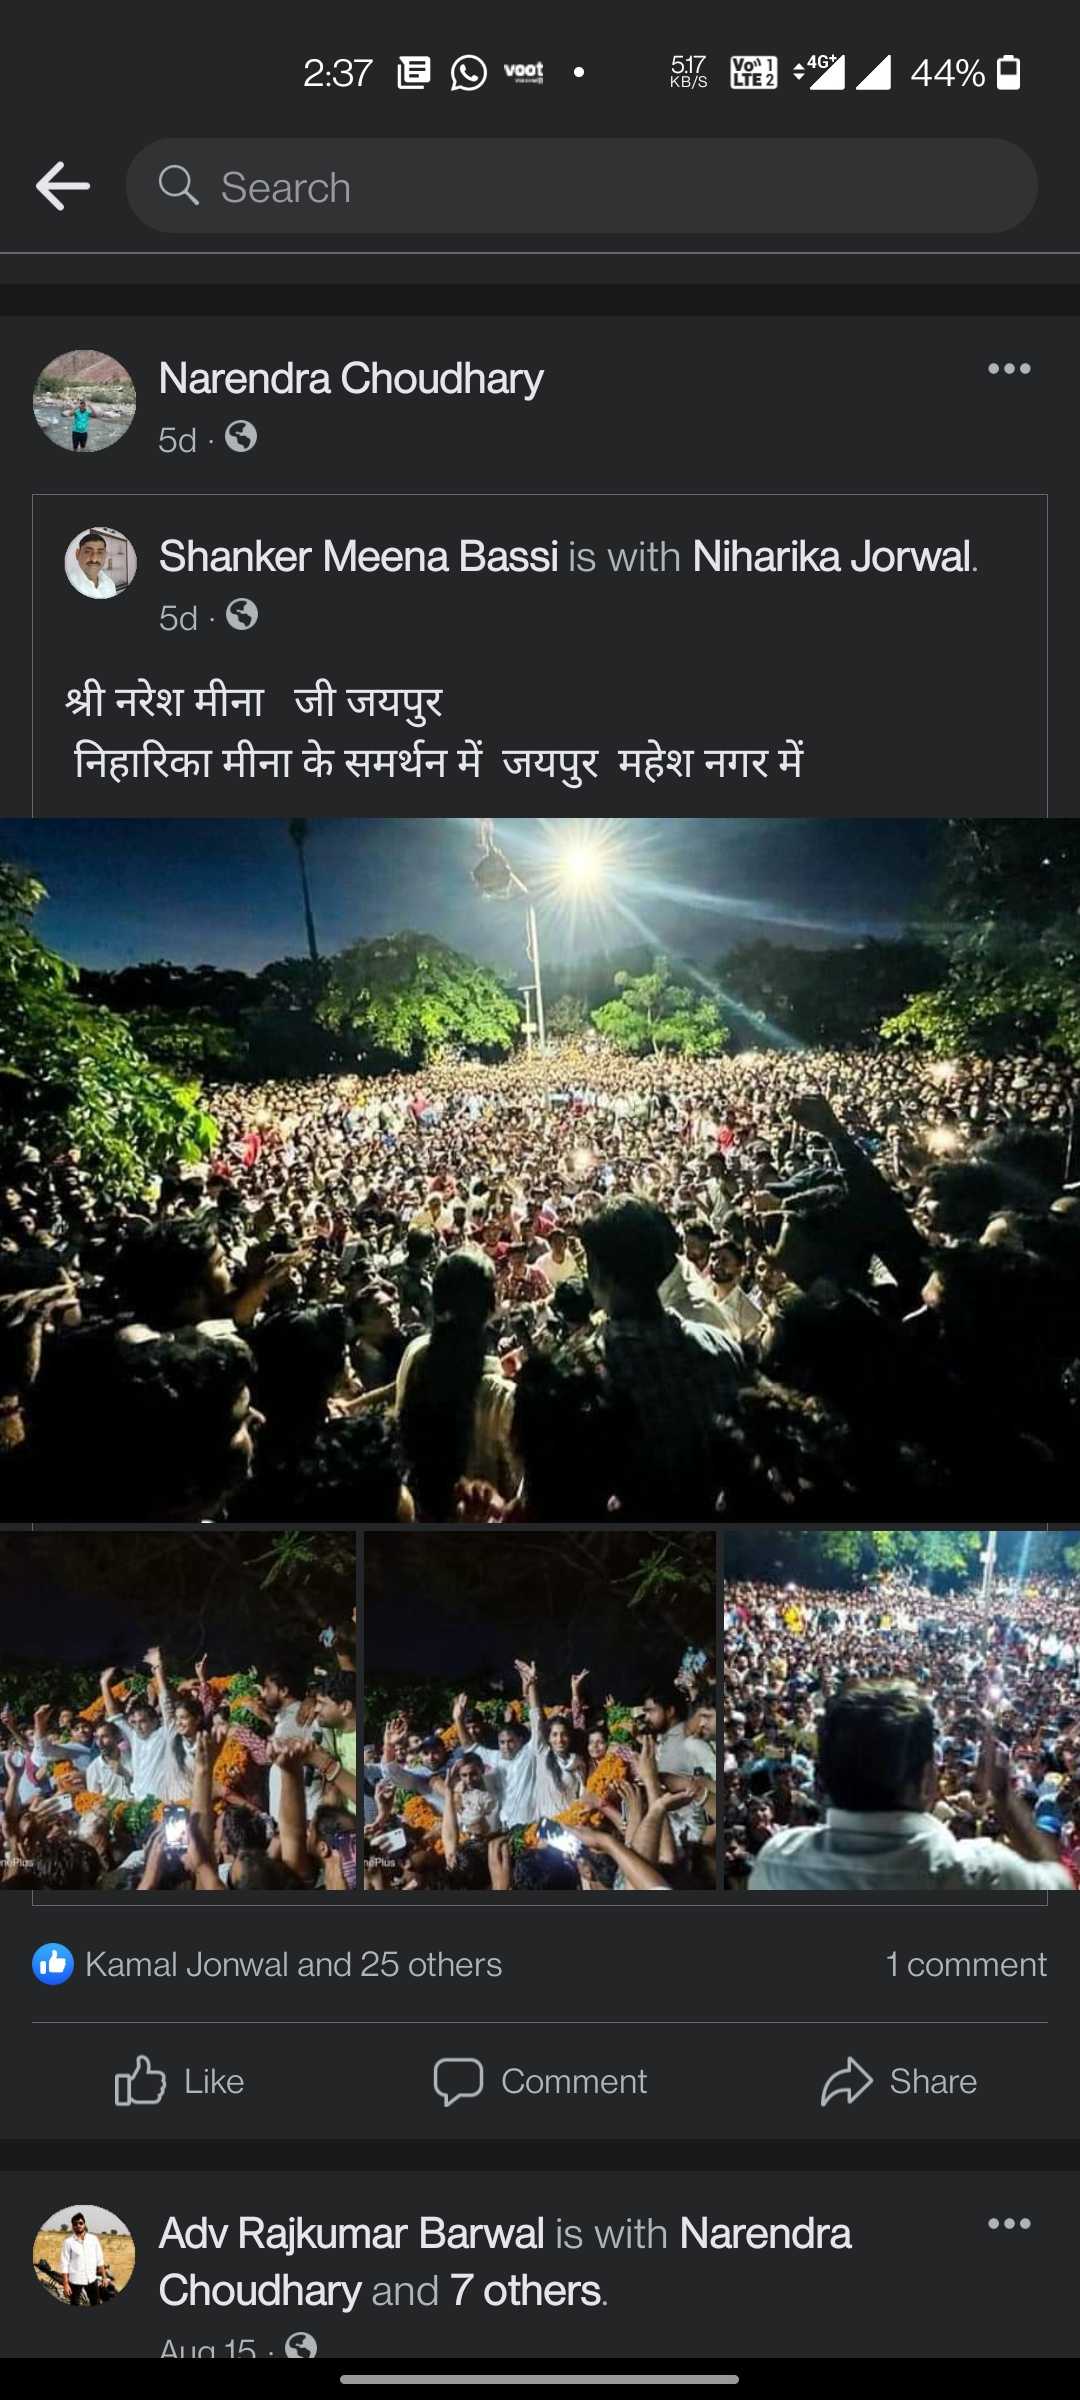 2:37 voot 5.17 KB/S Vo)) 1 LTE 2 4G+ 44%
Search
Narendra Choudhary
5d ·
Shanker Meena Bassi is with Niharika Jorwal.
5d ·
श्री नरेश मीना जी जयपुर
निहारिका मीना के समर्थन में जयपुर महेश नगर में
Kamal Jonwal and 25 others 1 comment
Like Comment Share
Adv Rajkumar Barwal is with Narendra
Choudhary and 7 others.
Aug 15 ·